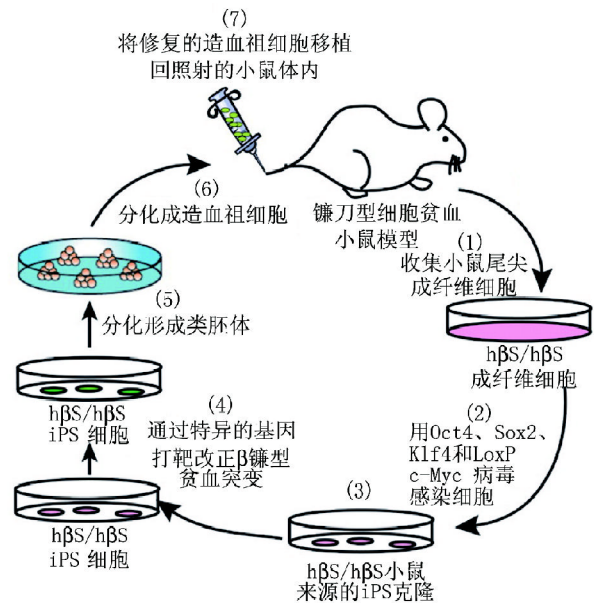 (7)
将修复的造血祖细胞移植
回照射的小鼠体内
镰刀型细胞贫血
小鼠模型
(1)
收集小鼠尾尖
成纤维细胞
hβS/hβS
成纤维细胞
(2)
用Oct4、Sox2、
Klf4和LoxP
c-Myc 病毒
感染细胞
(3)
hβS/hβS小鼠
来源的iPS克隆
(4)
通过特异的基因
打靶改正β镰型
贫血突变
hβS/hβS
iPS 细胞
hβS/hβS
iPS 细胞
(5)
分化形成类胚体
(6)
分化成造血祖细胞